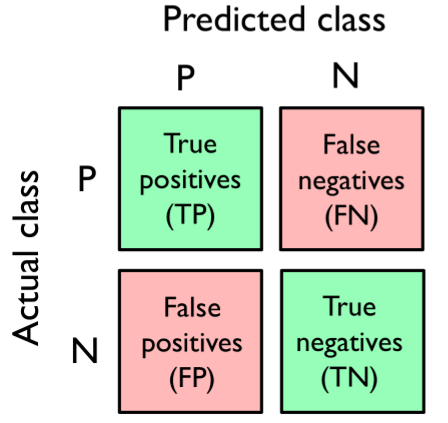 Predicted class
P N
Actual class
P
True
positives
(TP)
False
negatives
(FN)
N
False
positives
(FP)
True
negatives
(TN)